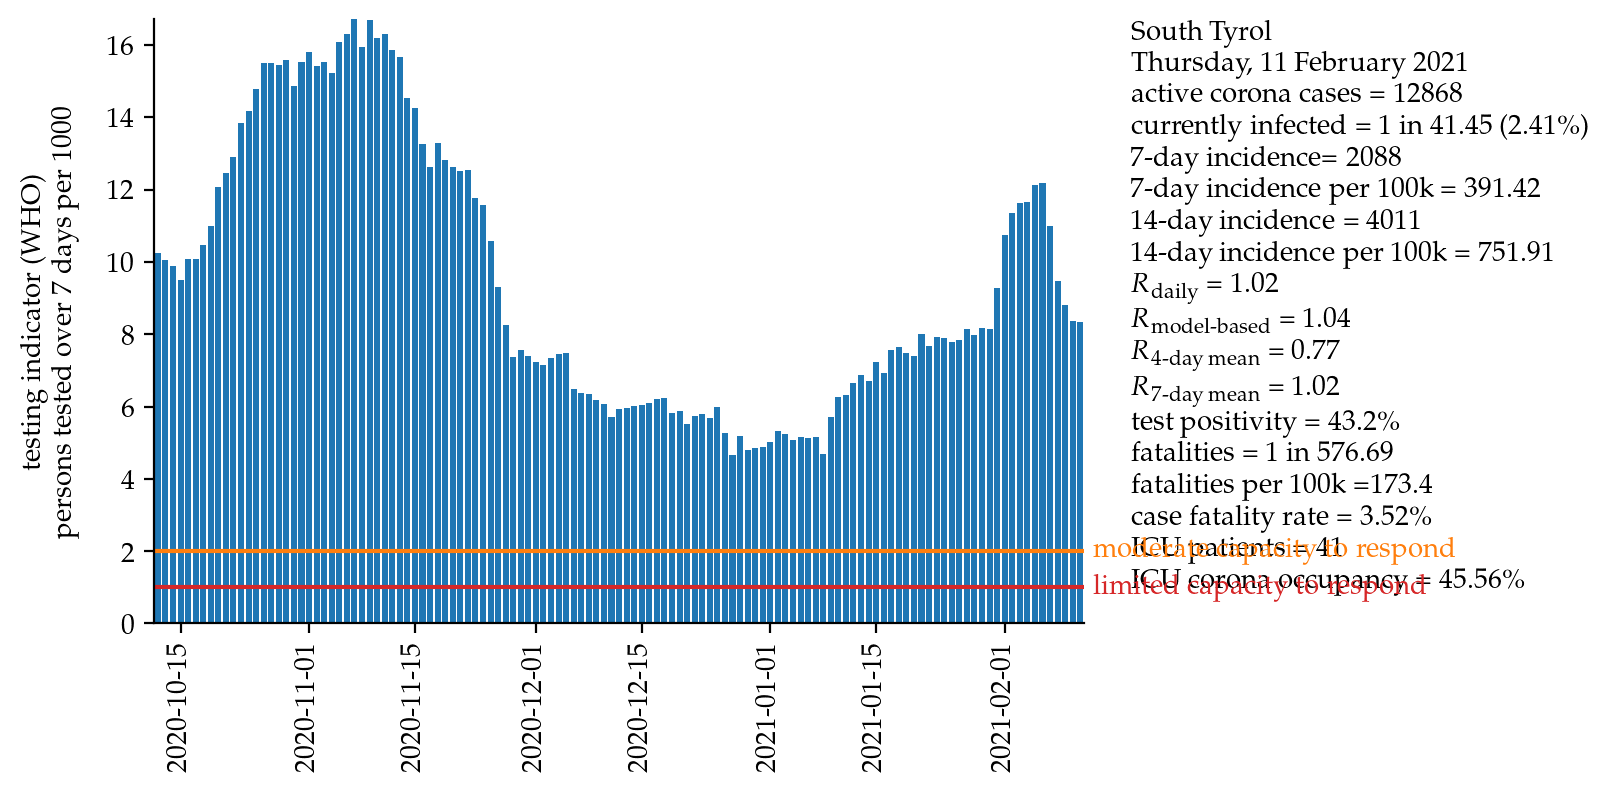 testing indicator (WHO)
persons tested over 7 days per 1000
16
14
12
10
8
6
4
2
0
2020-10-15
2020-11-01
2020-11-15
2020-12-01
2020-12-15
2021-01-01
2021-01-15
2021-02-01
South Tyrol
Thursday, 11 February 2021
active corona cases = 12868
currently infected = 1 in 41.45 (2.41%)
7-day incidence= 2088
7-day incidence per 100k = 391.42
14-day incidence = 4011
14-day incidence per 100k = 751.91
R daily = 1.02
R model-based = 1.04
R 4-day mean = 0.77
R 7-day mean = 1.02
test positivity = 43.2%
fatalities = 1 in 576.69
fatalities per 100k =173.4
case fatality rate = 3.52%
ICU patients = 41
moderate capacity to respond
ICU corona occupancy = 45.56%
limited capacity to respond